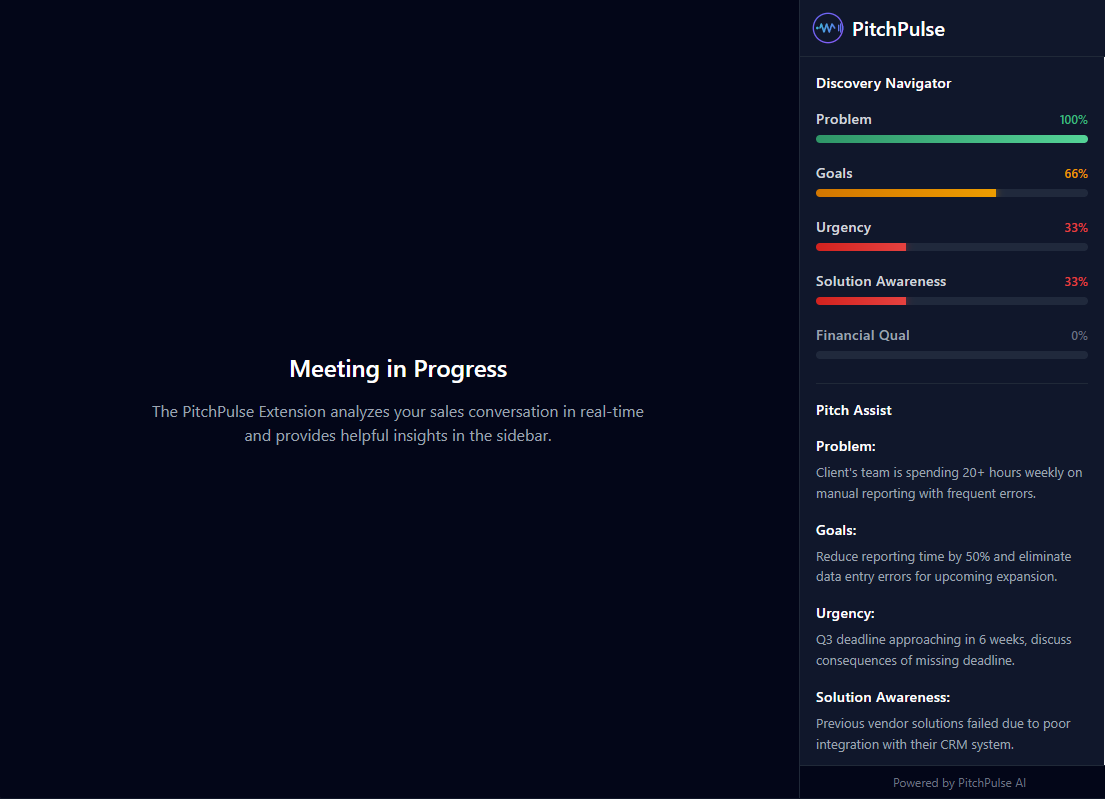 PitchPulse
Discovery Navigator
Problem 100%
Goals 66%
Urgency 33%
Solution Awareness 33%
Financial Qual 0%
Meeting in Progress
The PitchPulse Extension analyzes your sales conversation in real-time
and provides helpful insights in the sidebar.
Pitch Assist
Problem:
Client's team is spending 20+ hours weekly on
manual reporting with frequent errors.
Goals:
Reduce reporting time by 50% and eliminate
data entry errors for upcoming expansion.
Urgency:
Q3 deadline approaching in 6 weeks, discuss
consequences of missing deadline.
Solution Awareness:
Previous vendor solutions failed due to poor
integration with their CRM system.
Powered by PitchPulse AI